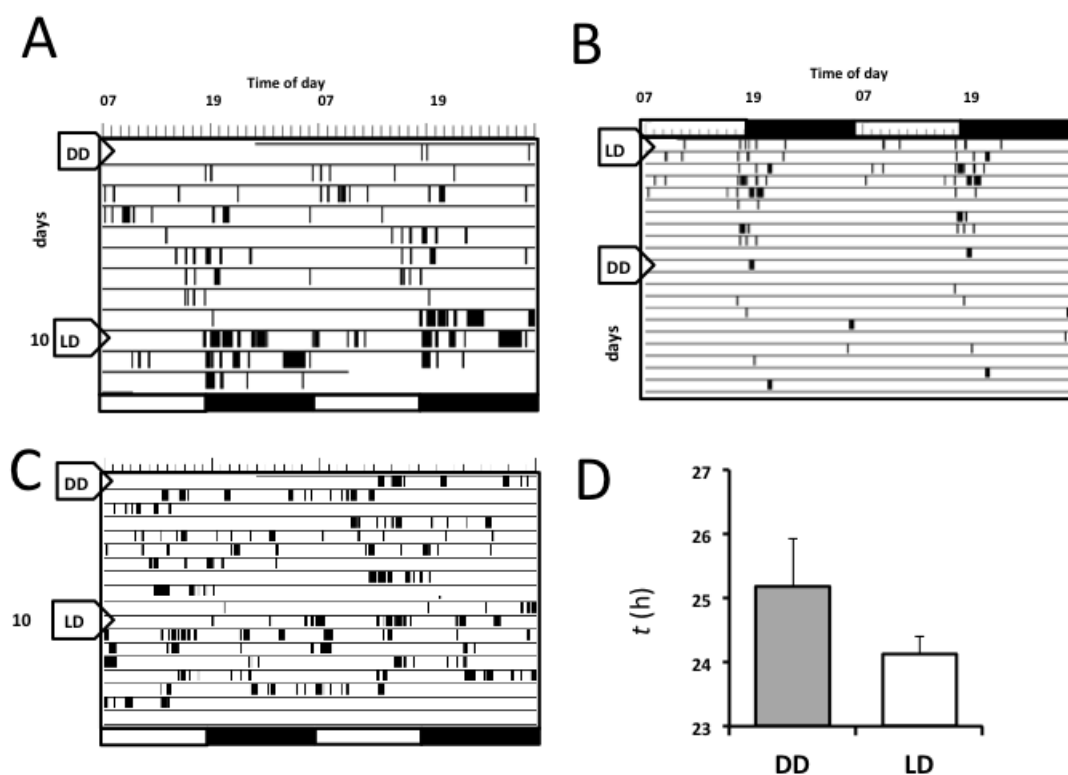 A
Time of day
07 19 07 19
DD
days
10 LD
B
Time of day
07 19 07 19
LD
DD
days
C
DD
10 LD
D
27
26
25
24
23
t (h)
DD LD